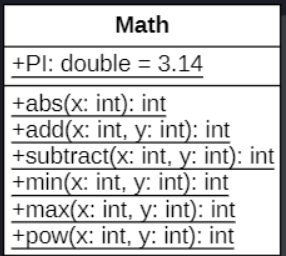 Math
+PI: double = 3.14
+abs(x: int): int
+add(x: int, y: int): int
+subtract(x: int, y: int): int
+min(x: int, y: int): int
+max(x: int, y: int): int
+pow(x: int, y: int): int